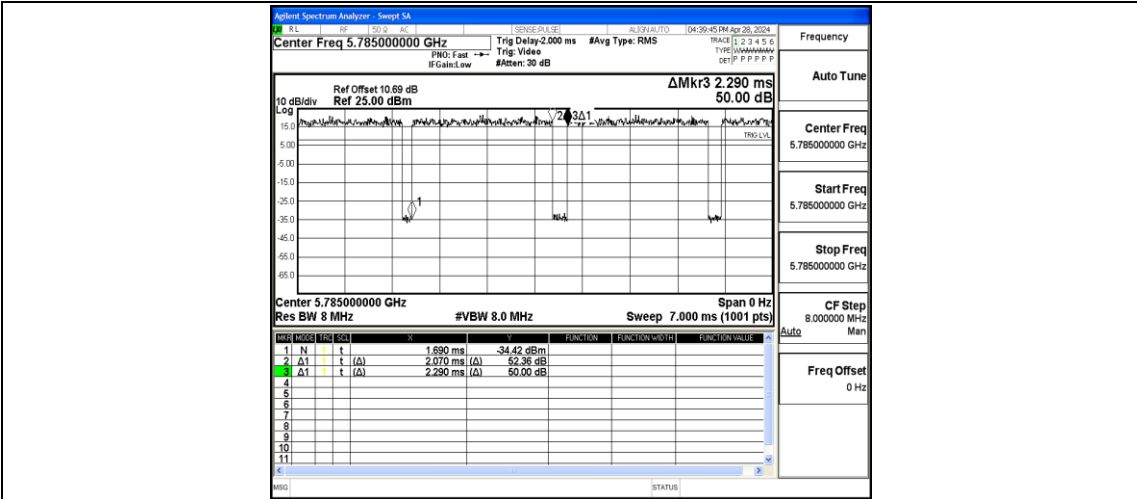 Agilent Spectrum Analyzer - Swept SA
RL RF 50 Ω AC SENSE:PULSE ALIGN AUTO 04:39:45 PM Apr 28, 2024
Center Freq 5.785000000 GHz Trig Delay-2.000 ms #Avg Type: RMS TRACE 1 2 3 4 5 6
PNO: Fast Trig: Video TYPE
IFGain:Low #Atten: 30 dB DET P P P P P P
Frequency
Auto Tune
Center Freq
5.785000000 GHz
Start Freq
5.785000000 GHz
Stop Freq
5.785000000 GHz
CF Step
8.000000 MHz
Auto Man
Freq Offset
0 Hz
ΔMkr3 2.290 ms
50.00 dB
Ref Offset 10.69 dB
10 dB/div Ref 25.00 dBm
Log
15.0
5.00
-5.00
-15.0
-25.0
-35.0
-45.0
-55.0
-65.0
2 3Δ1
TRIG LVL
1
Center 5.785000000 GHz Span 0 Hz
Res BW 8 MHz #VBW 8.0 MHz Sweep 7.000 ms (1001 pts)
MKR MODE TRC SCL X Y FUNCTION FUNCTION WIDTH FUNCTION VALUE
1 N 1 t 1.690 ms -34.42 dBm
2 Δ1 1 t (Δ) 2.070 ms (Δ) 52.36 dB
3 Δ1 1 t (Δ) 2.290 ms (Δ) 50.00 dB
4
5
6
7
8
9
10
11
MSG STATUS